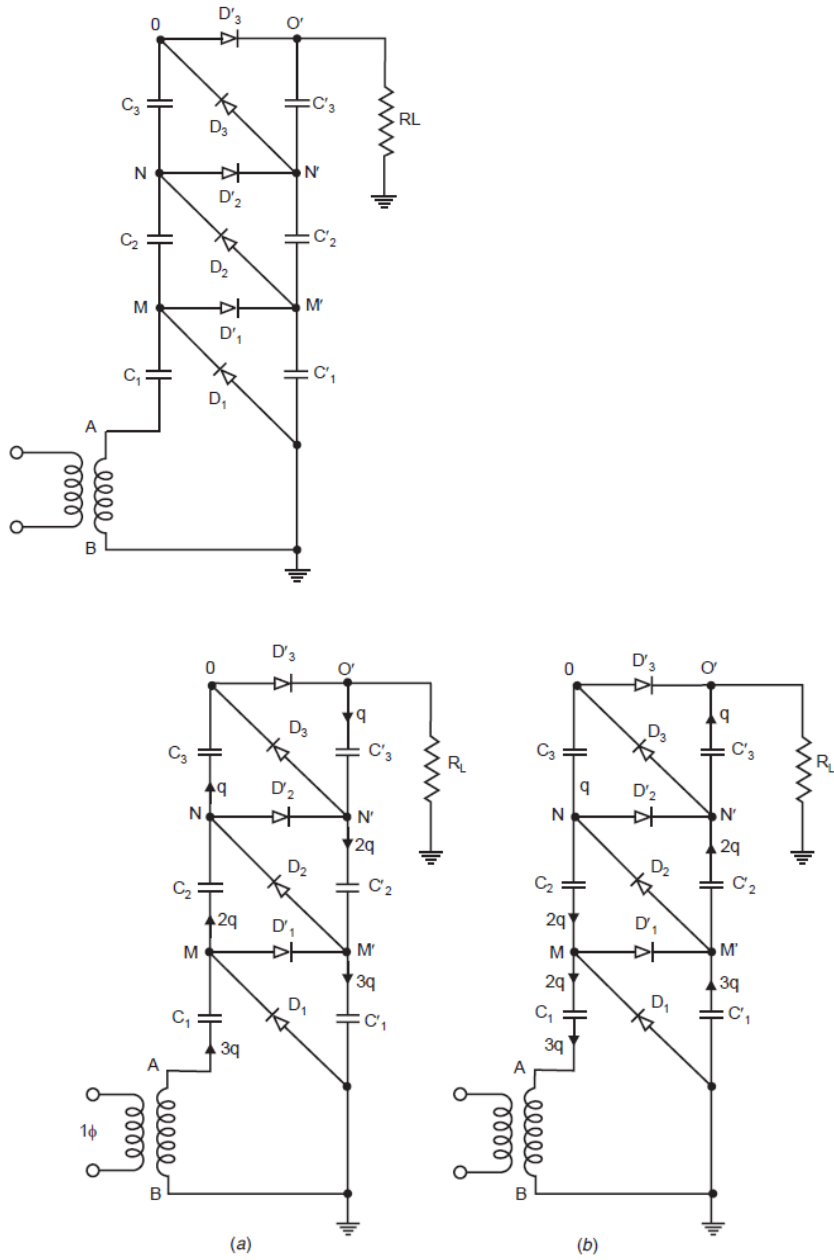 D'3
0 O'
C3 C'3
D3 RL
N N'
D'2
C2 C'2
D2
M M'
D'1
C1 C'1
D1
A
B
D'3
0 O'
q
D3
C3 C'3
RL
q D'2
N N'
2q
D2
C2 C'2
2q D'1
M M'
3q
D1
C1 C'1
3q
A
1ϕ
B
(a)
D'3
0 O'
q
D3
C3 C'3
RL
q D'2
N N'
2q
D2
C2 C'2
2q D'1
M M'
2q 3q
D1
C1 C'1
3q
A
B
(b)